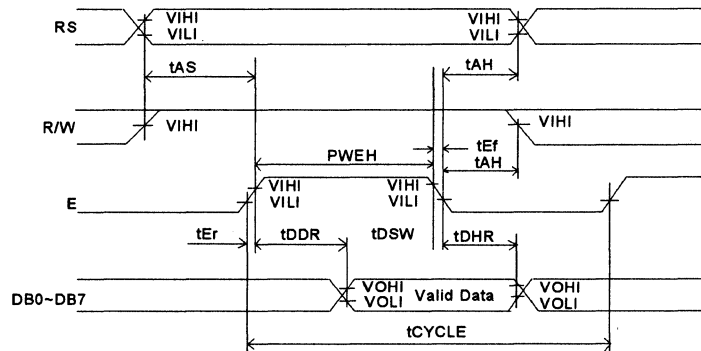 RS
VIHI
VILI
VIHI
VILI
tAS
tAH
R/W
VIHI
VIHI
tEf
PWEH
tAH
E
VIHI
VILI
VIHI
VILI
tEr
tDDR
tDSW
tDHR
DB0~DB7
VOHI
VOLI
Valid Data
VOHI
VOLI
tCYCLE